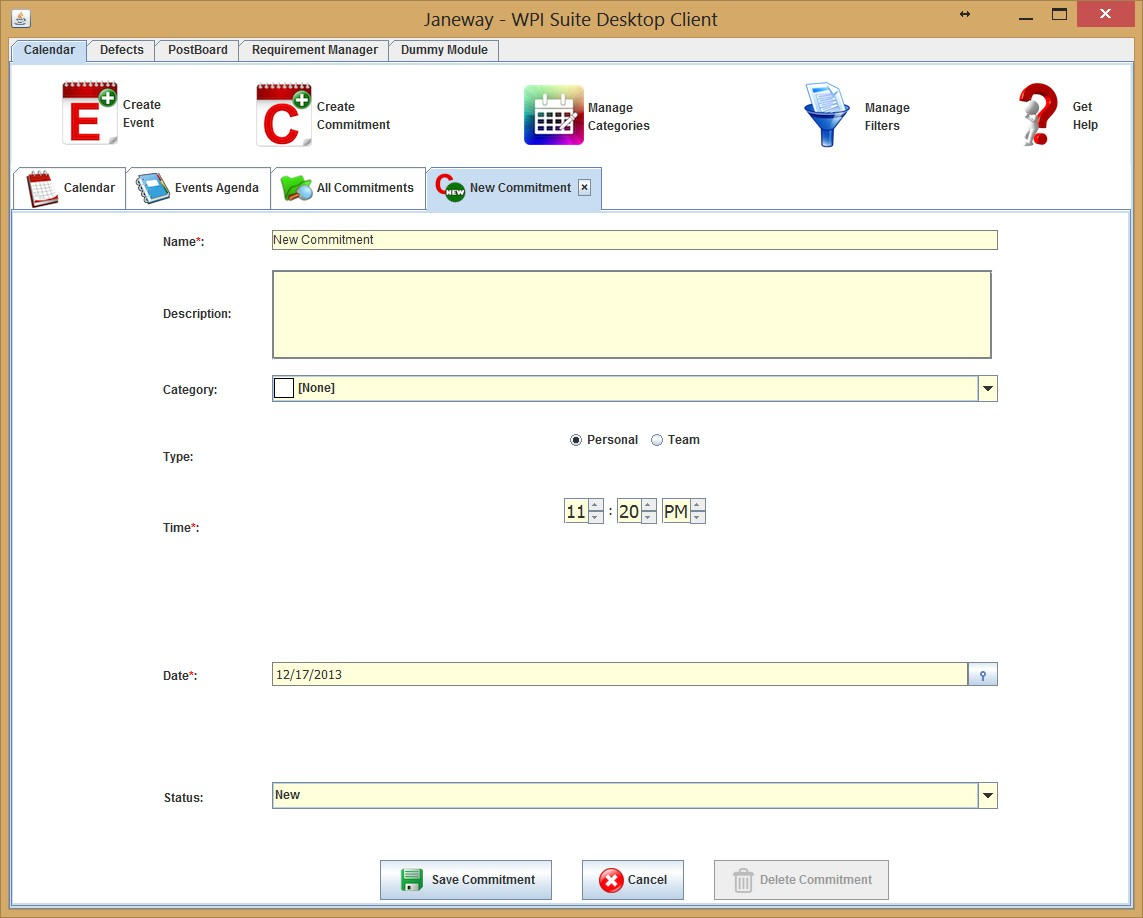 Janeway - WPI Suite Desktop Client
Calendar Defects PostBoard Requirement Manager Dummy Module
E Create Event
C Create Commitment
Manage Categories
Manage Filters
Get Help
Calendar Events Agenda All Commitments C NEW New Commitment
Name*: New Commitment
Description:
Category: [None]
Type: Personal Team
Time*: 11 : 20 PM
Date*: 12/17/2013
Status: New
Save Commitment Cancel Delete Commitment